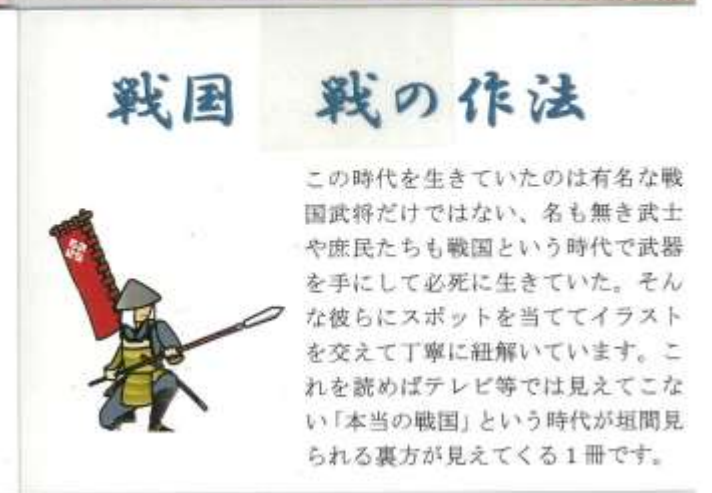 戦国　戦の作法
この時代を生きていたのは有名な戦
国武将だけではない、名も無き武士
や庶民たちも戦国という時代で武器
を手にして必死に生きていた。そん
な彼らにスポットを当ててイラスト
を交えて丁寧に紐解いています。こ
れを読めばテレビ等では見えてこな
い「本当の戦国」という時代が垣間見
られる裏方が見えてくる1冊です。